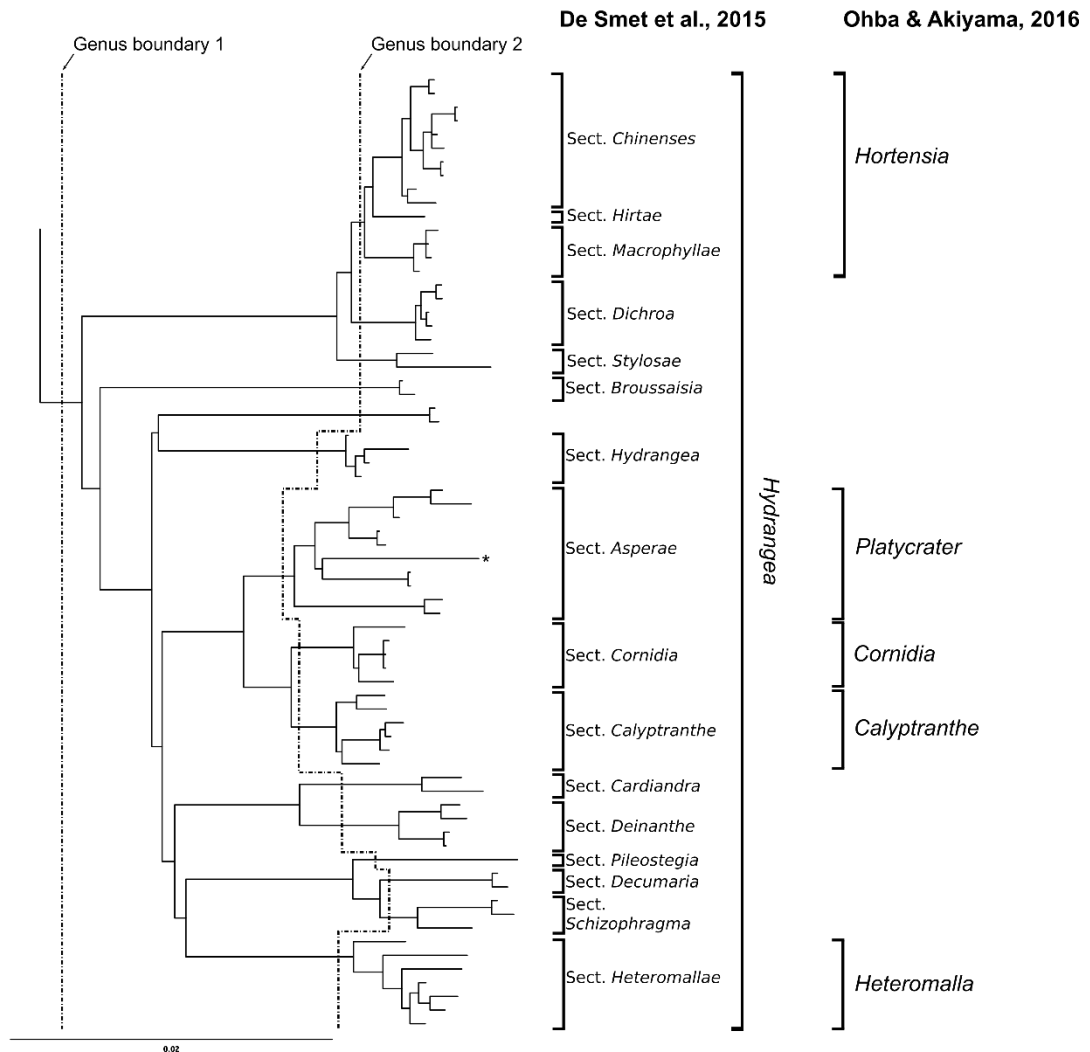 De Smet et al., 2015
Ohba & Akiyama, 2016
Genus boundary 1
Genus boundary 2
Sect. Chinenses
Hortensia
Sect. Hirtae
Sect. Macrophyllae
Sect. Dichroa
Sect. Stylosae
Sect. Broussaisia
Sect. Hydrangea
Hydrangea
Sect. Asperae
Platycrater
*
Sect. Cornidia
Cornidia
Sect. Calyptranthe
Calyptranthe
Sect. Cardiandra
Sect. Deinanthe
Sect. Pileostegia
Sect. Decumaria
Sect.
Schizophragma
Sect. Heteromallae
Heteromalla
0.02